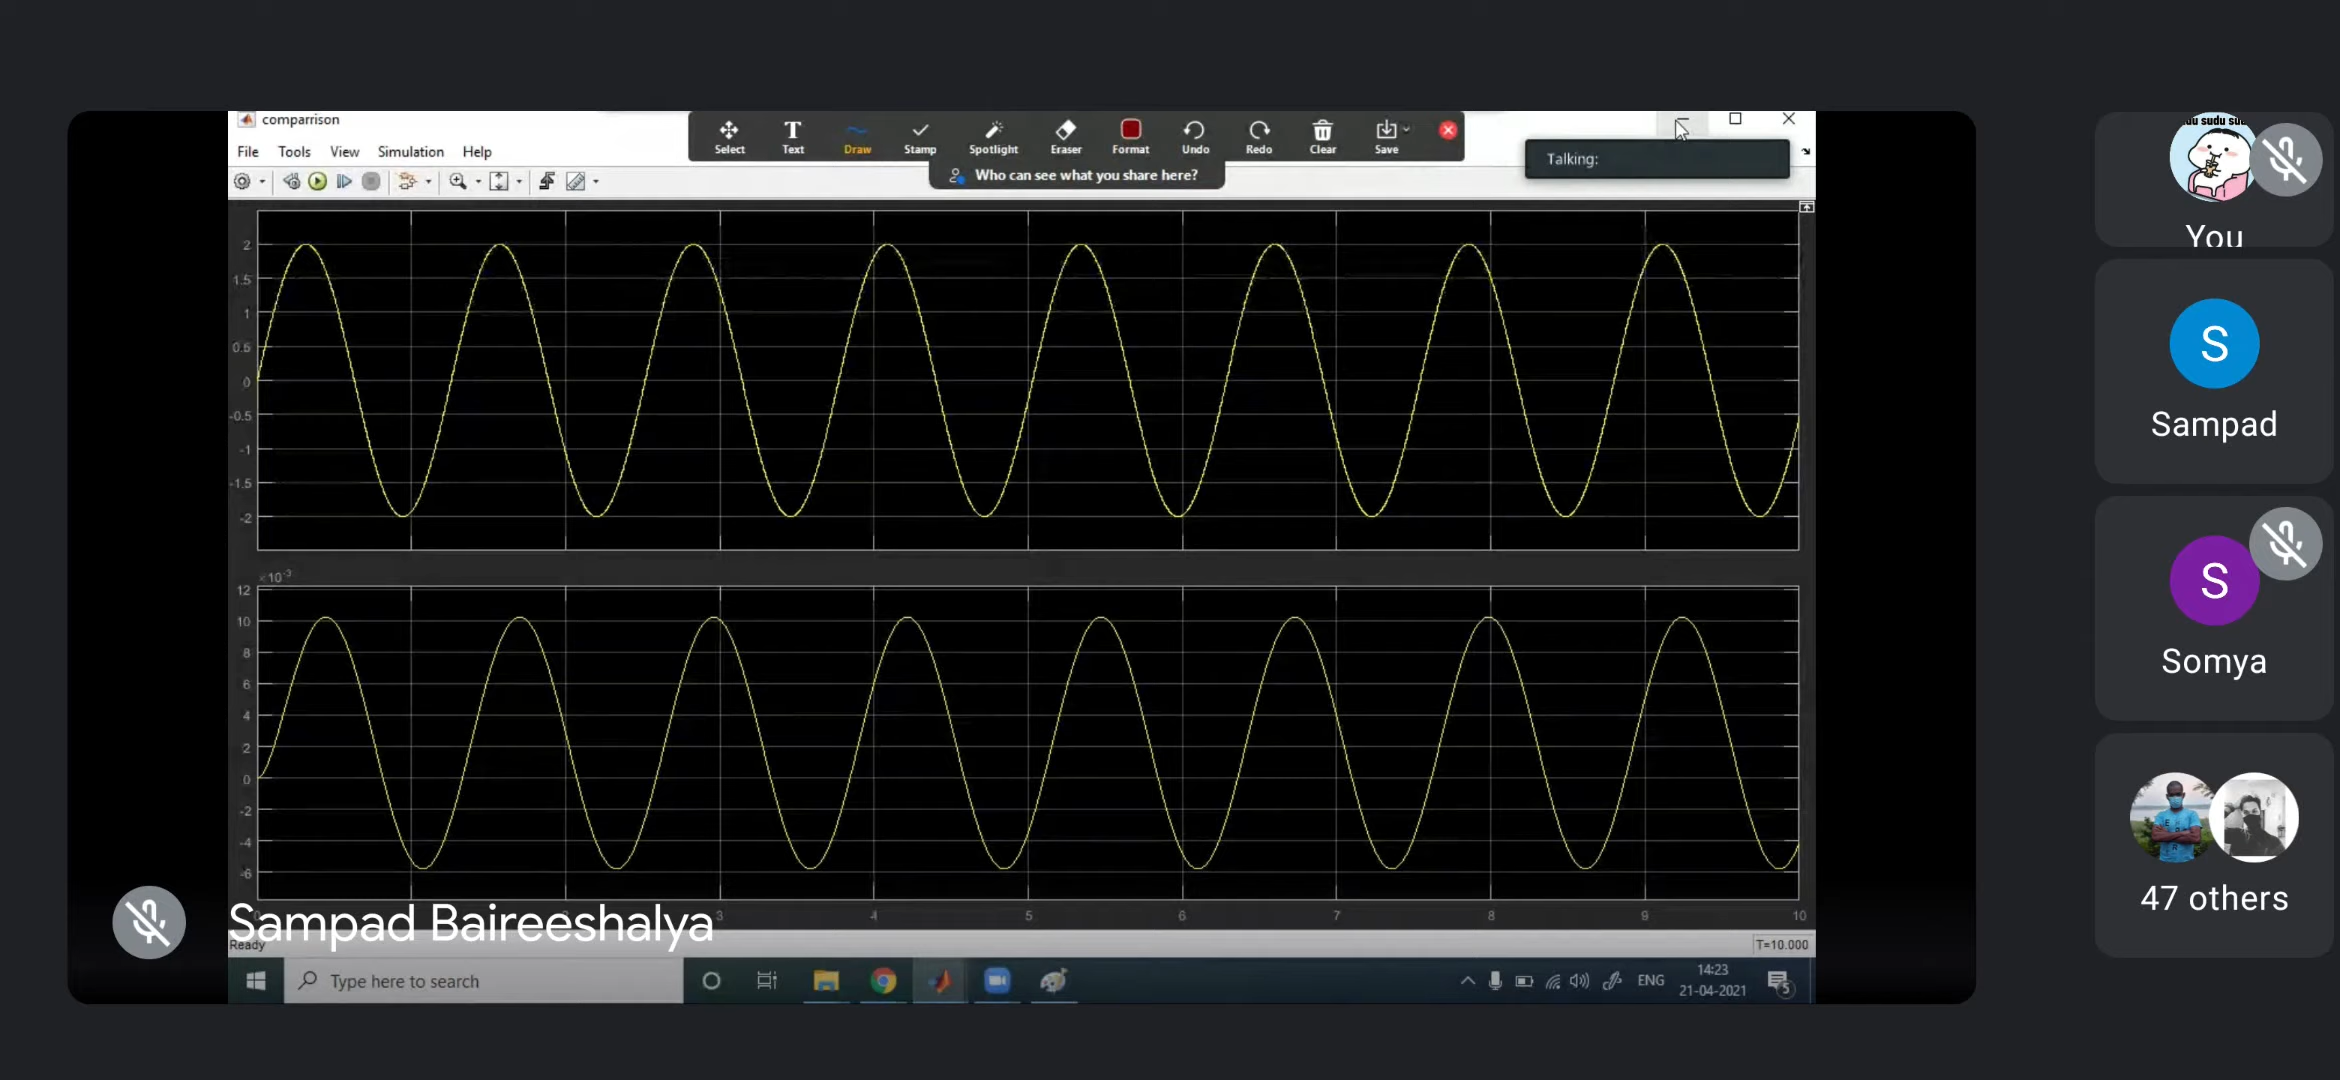 comparrison
File Tools View Simulation Help
Select Text Draw Stamp Spotlight Eraser Format Undo Redo Clear Save
Who can see what you share here?
Talking:
2
1.5
1
0.5
0
-0.5
-1
-1.5
-2
×10⁻³
12
10
8
6
4
2
0
-2
-4
-6
3 4 5 6 7 8 9 10
Sampad Baireeshalya
Ready
T=10.000
Type here to search
ENG
14:23
21-04-2021
5
You
S
Sampad
S
Somya
47 others